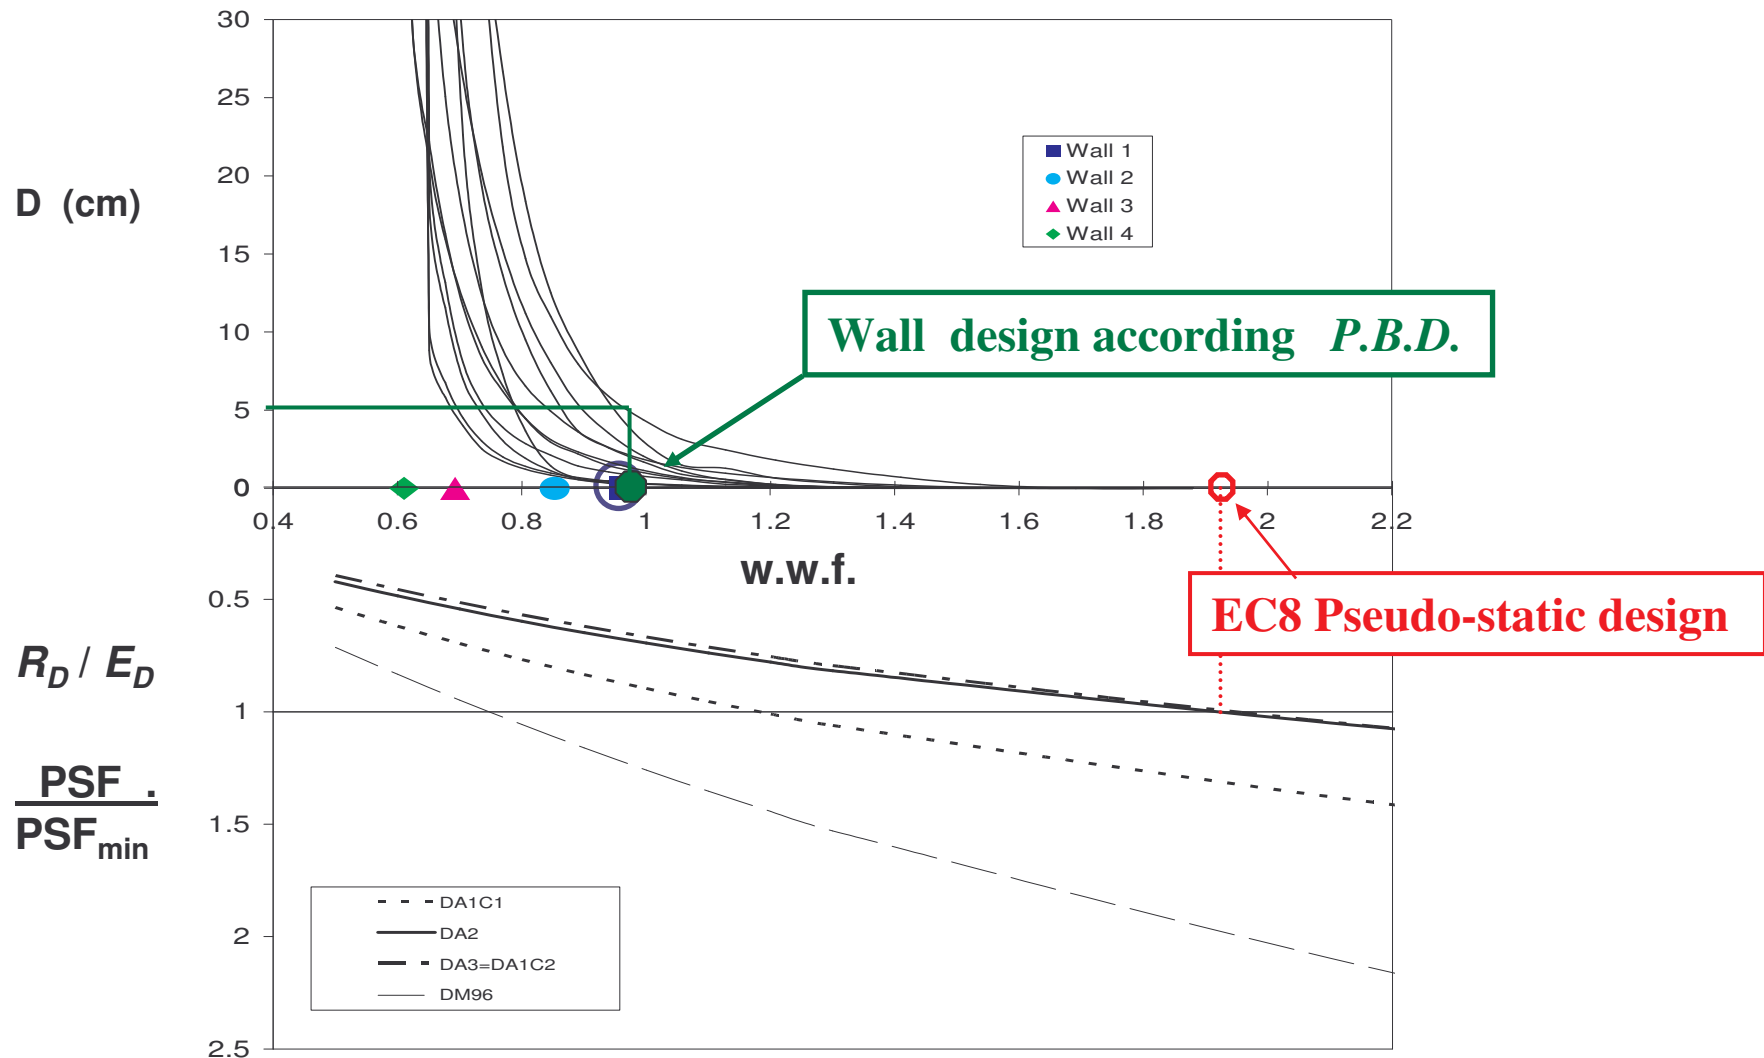 30
25
20
15
10
5
0
D (cm)
Wall 1
Wall 2
Wall 3
Wall 4
Wall design according P.B.D.
0.4 0.6 0.8 1 1.2 1.4 1.6 1.8 2 2.2
w.w.f.
EC8 Pseudo-static design
0.5
1
1.5
2
2.5
R_D / E_D
PSF .
PSF_min
DA1C1
DA2
DA3=DA1C2
DM96